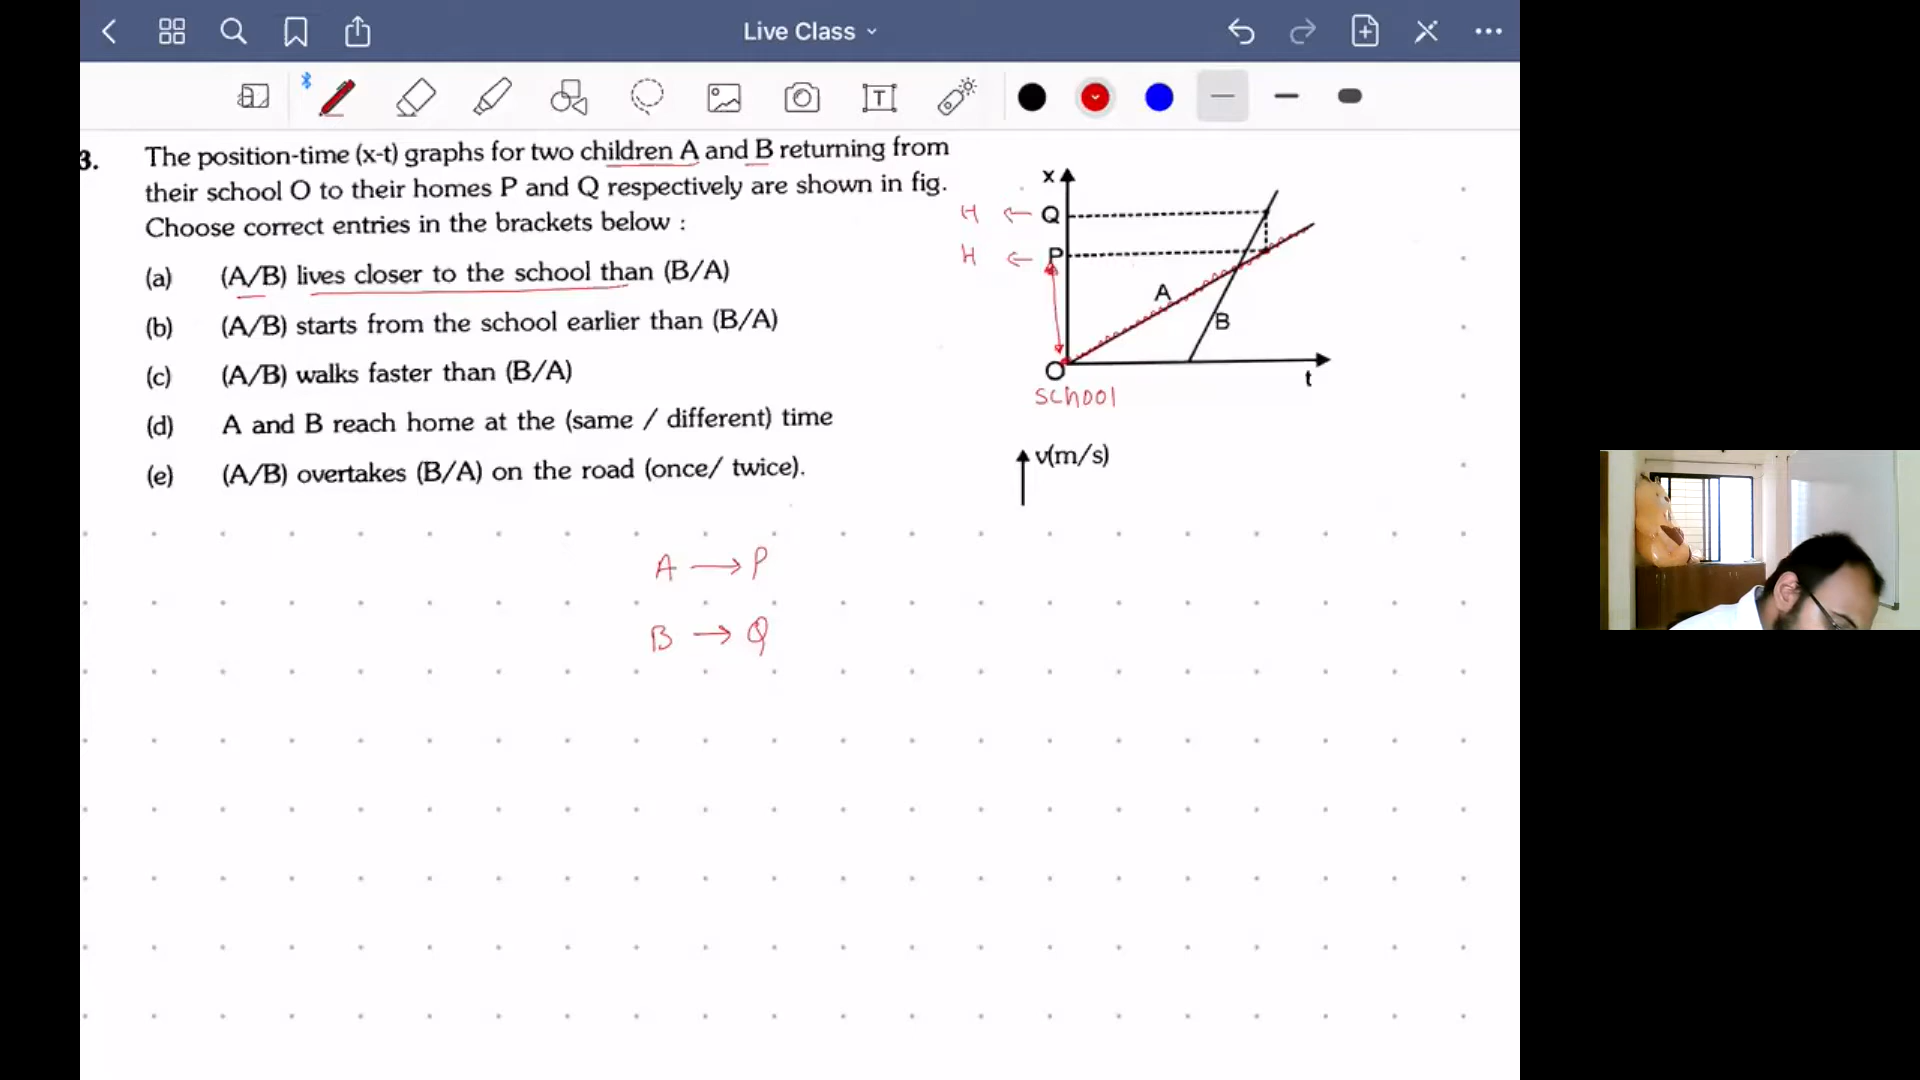 Live Class
3. The position-time (x-t) graphs for two children A and B returning from
their school O to their homes P and Q respectively are shown in fig.
Choose correct entries in the brackets below :
(a) (A/B) lives closer to the school than (B/A)
(b) (A/B) starts from the school earlier than (B/A)
(c) (A/B) walks faster than (B/A)
(d) A and B reach home at the (same / different) time
(e) (A/B) overtakes (B/A) on the road (once/ twice).
x
H ← Q
H ← P
A
B
O
t
SCHOOL
v(m/s)
A → P
B → Q
T